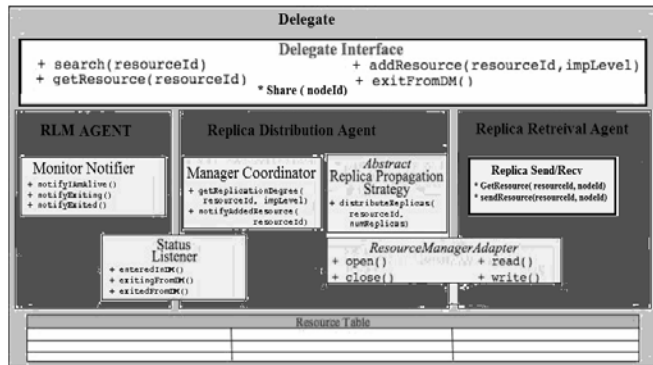 Delegate
Delegate Interface
+ search(resourceId)
+ addResource(resourceId,impLevel)
+ getResource(resourceId)
* Share ( nodeId)
+ exitFromDM()
RLM AGENT
Replica Distribution Agent
Replica Retreival Agent
Monitor Notifier
+ notifyIAmAlive()
+ notifyExiting()
+ notifyExited()
Manager Coordinator
+ getReplicationDegree(
resourceId, impLevel)
+ notifyAddedResource(
resourceId)
Abstract
Replica Propagation
Strategy
+ distributeReplicas(
resourceId,
numReplicas)
Replica Send/Recv
* GetResource( resourceId, nodeId)
* sendResource(resourceId, nodeId)
Status
Listener
+ enteredInDM()
+ exitingFromDM()
+ exitedFromDM()
ResourceManagerAdapter
+ open()
+ read()
+ close()
+ write()
Resource Table